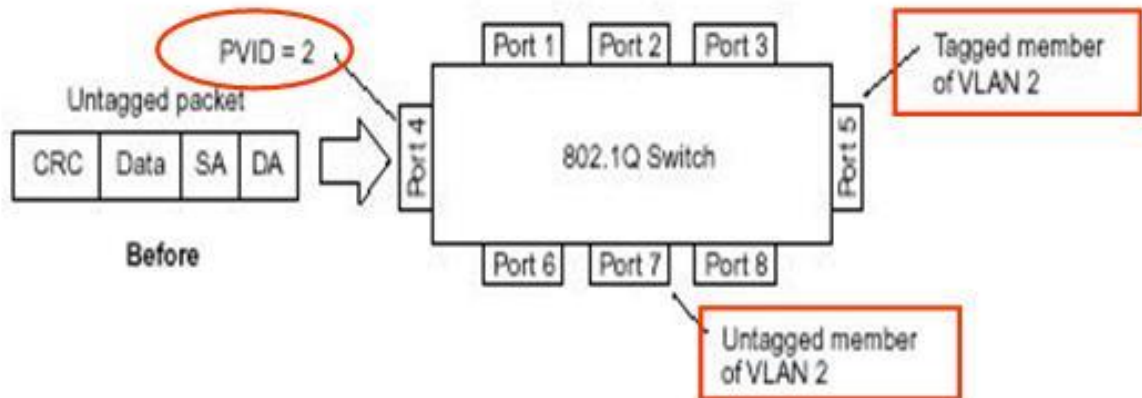 PVID = 2
Port 1
Port 2
Port 3
Tagged member
of VLAN 2
Untagged packet
CRC
Data
SA
DA
Port 4
802.1Q Switch
Port 5
Before
Port 6
Port 7
Port 8
Untagged member
of VLAN 2